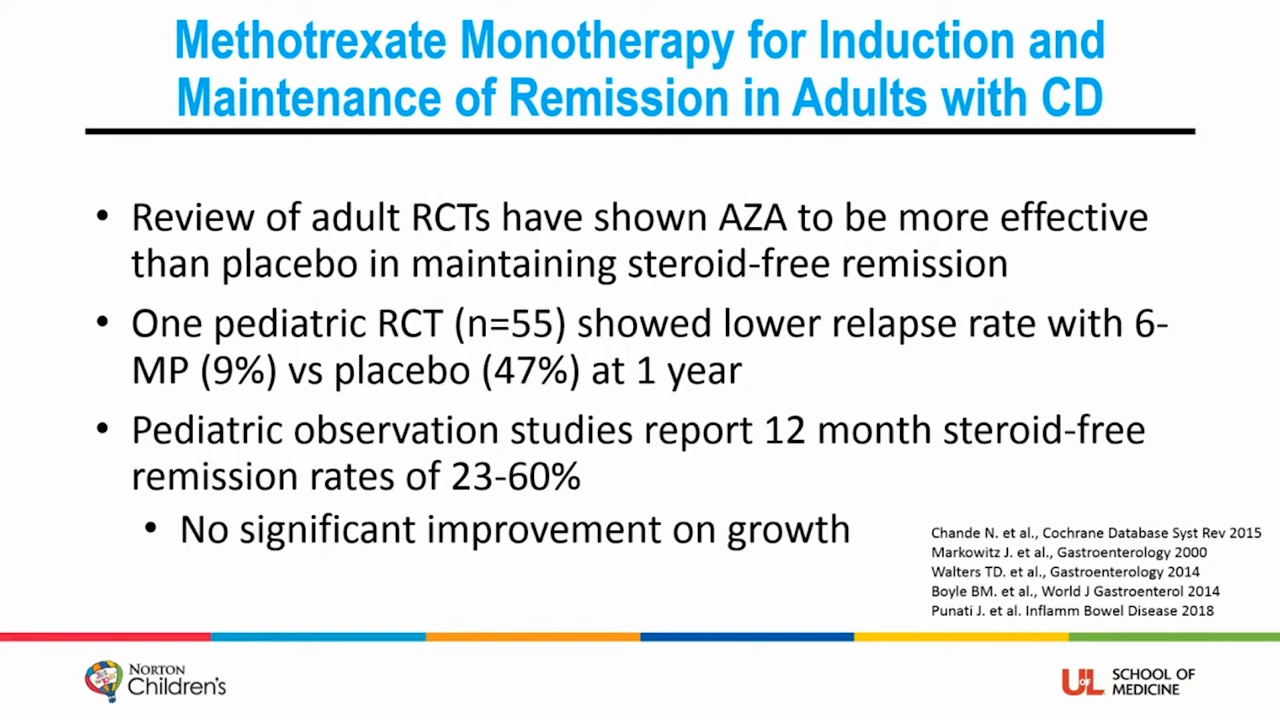 Methotrexate Monotherapy for Induction and
Maintenance of Remission in Adults with CD
• Review of adult RCTs have shown AZA to be more effective
than placebo in maintaining steroid-free remission
• One pediatric RCT (n=55) showed lower relapse rate with 6-
MP (9%) vs placebo (47%) at 1 year
• Pediatric observation studies report 12 month steroid-free
remission rates of 23-60%
• No significant improvement on growth
Chande N. et al., Cochrane Database Syst Rev 2015
Markowitz J. et al., Gastroenterology 2000
Walters TD. et al., Gastroenterology 2014
Boyle BM. et al., World J Gastroenterol 2014
Punati J. et al. Inflamm Bowel Disease 2018
NORTON
Children's
UofL
SCHOOL OF
MEDICINE